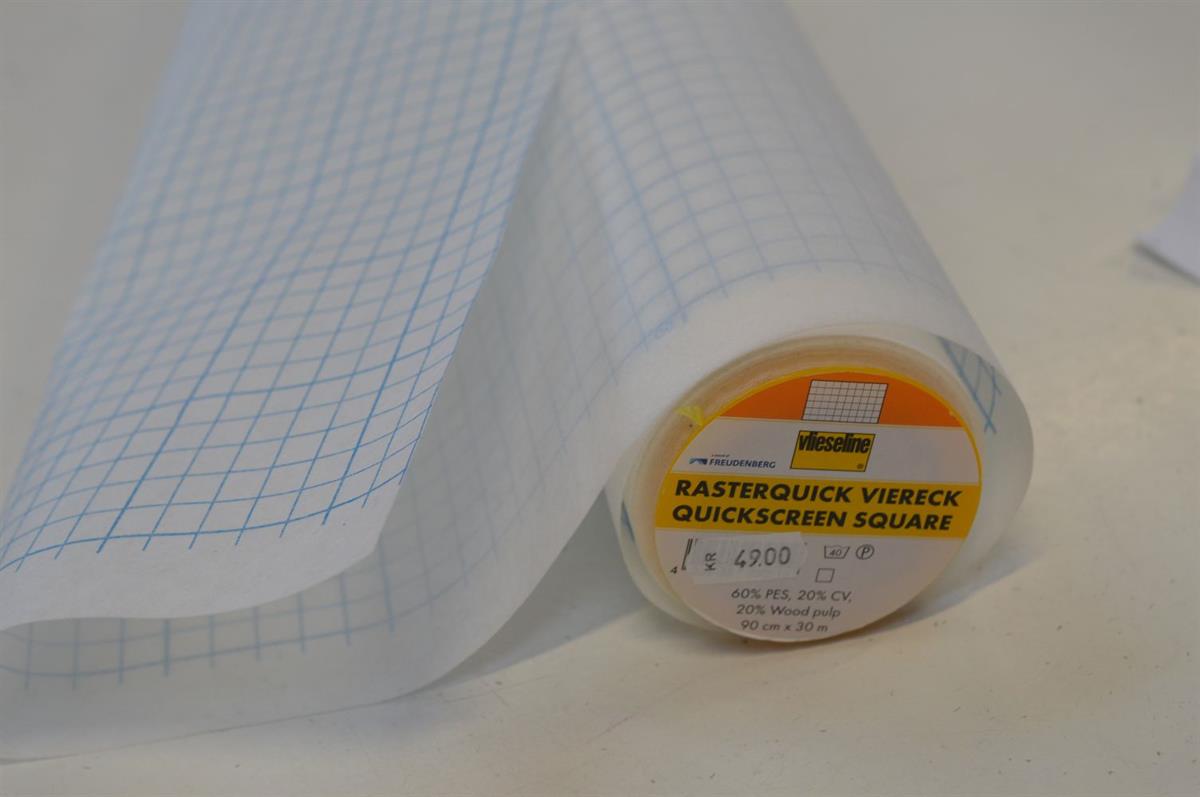 vlieseline
®
FREUDENBERG
RASTERQUICK VIERECK
QUICKSCREEN SQUARE
KR 49.00
40 P
60% PES, 20% CV,
20% Wood pulp
90 cm x 30 m